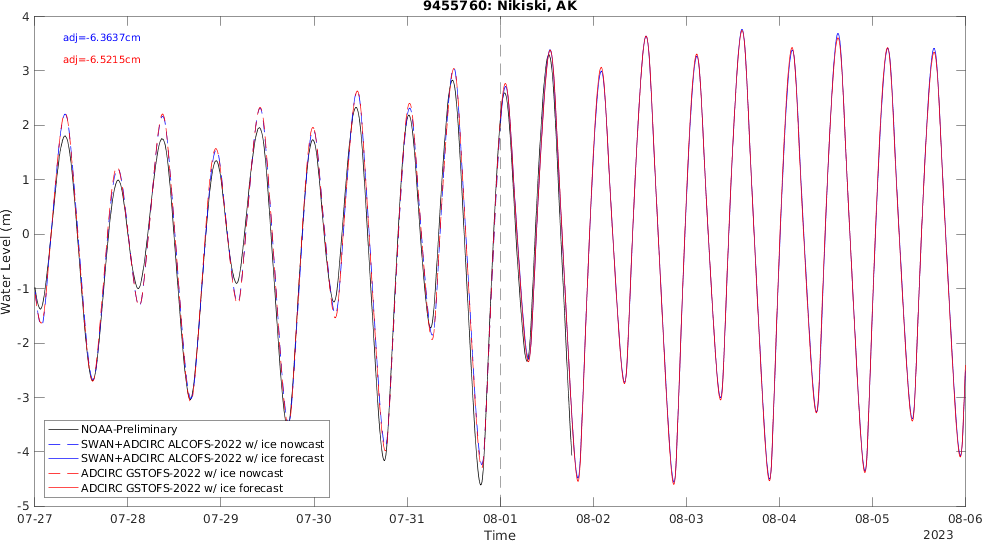 9455760: Nikiski, AK
adj=-6.3637cm
adj=-6.5215cm
Water Level (m)
4
3
2
1
0
-1
-2
-3
-4
-5
NOAA-Preliminary
SWAN+ADCIRC ALCOFS-2022 w/ ice nowcast
SWAN+ADCIRC ALCOFS-2022 w/ ice forecast
ADCIRC GSTOFS-2022 w/ ice nowcast
ADCIRC GSTOFS-2022 w/ ice forecast
07-27 07-28 07-29 07-30 07-31 08-01 08-02 08-03 08-04 08-05 08-06
Time
2023